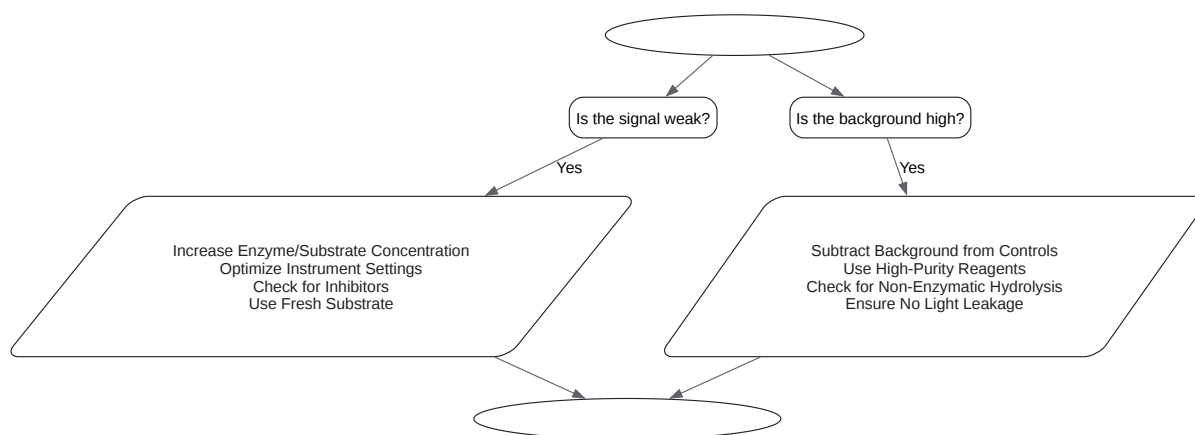 Is the signal weak?
Is the background high?
Yes
Yes
Increase Enzyme/Substrate Concentration
Optimize Instrument Settings
Check for Inhibitors
Use Fresh Substrate
Subtract Background from Controls
Use High-Purity Reagents
Check for Non-Enzymatic Hydrolysis
Ensure No Light Leakage